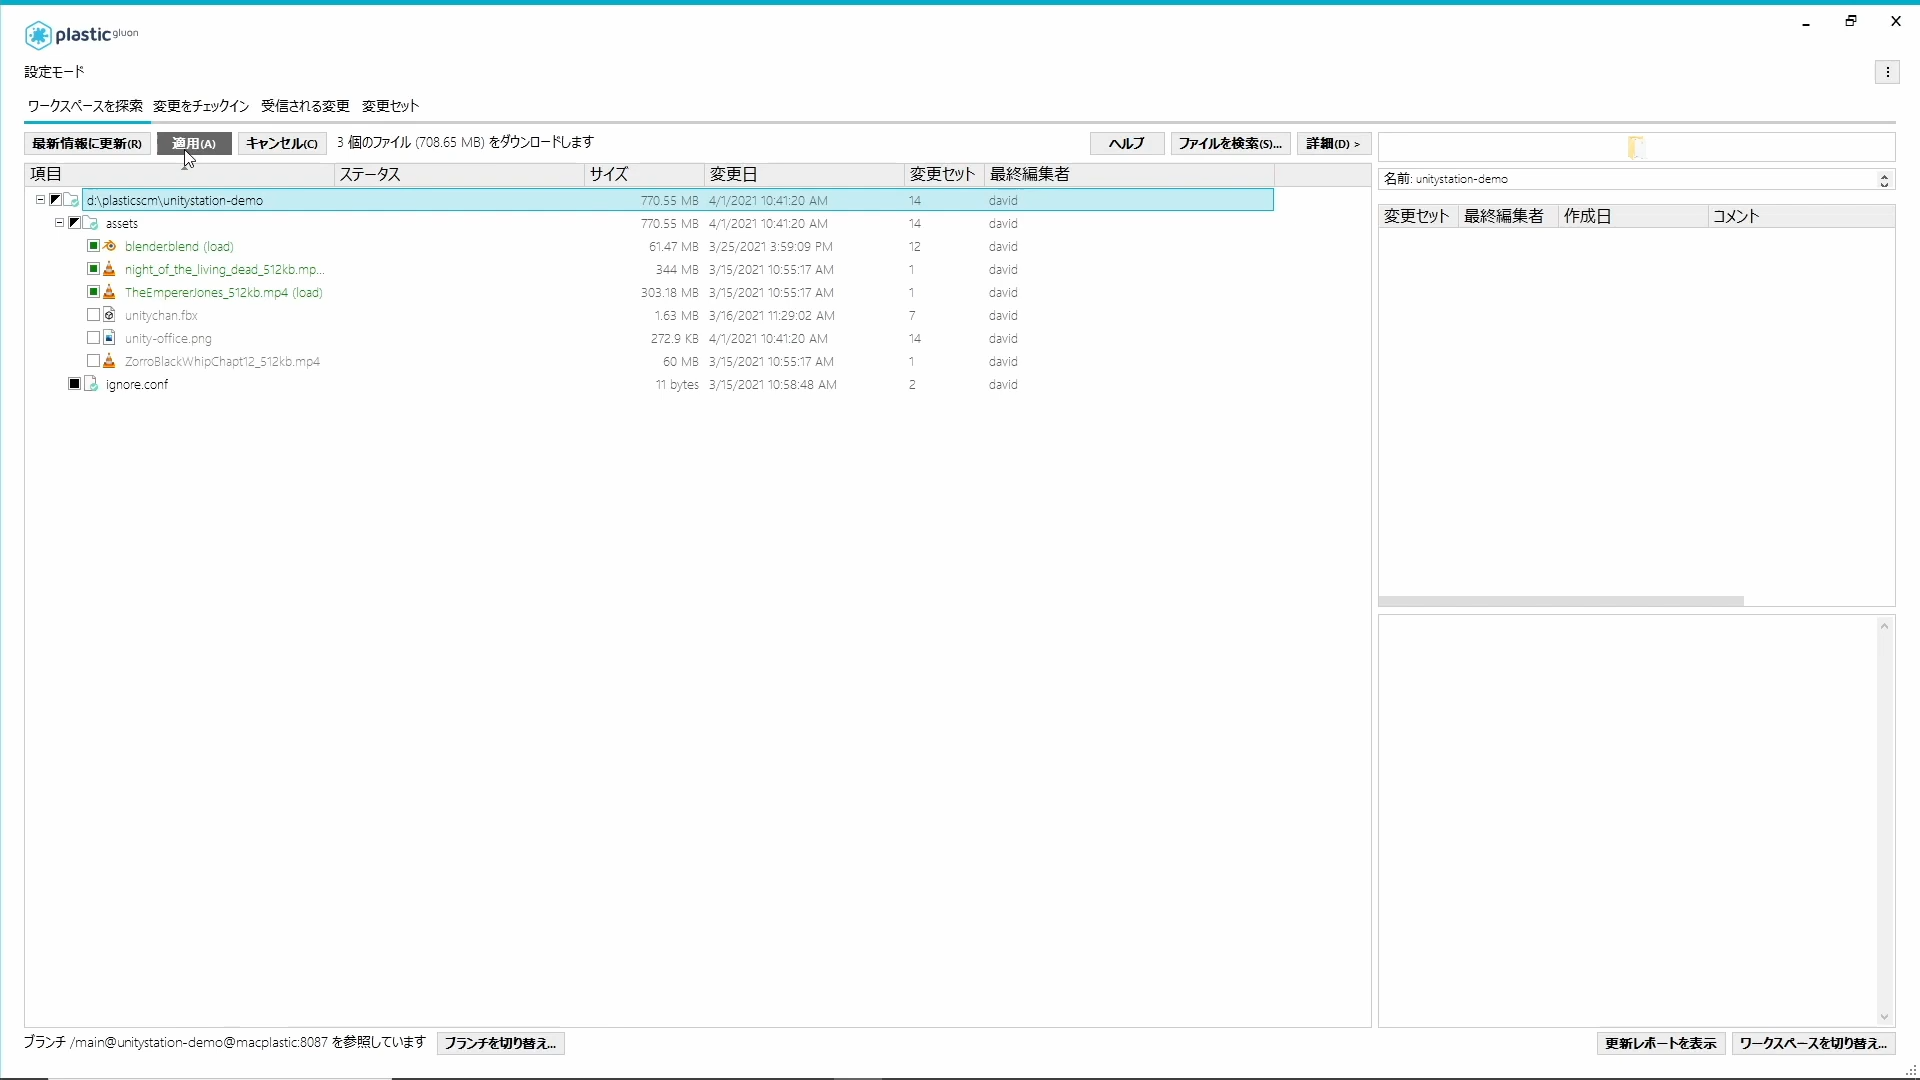 plastic gluon
設定モード
ワークスペースを探索 変更をチェックイン 受信される変更 変更セット
最新情報に更新(R) 適用(A) キャンセル(C) 3 個のファイル (708.65 MB) をダウンロードします ヘルプ ファイルを検索(S)... 詳細(D) >
項目 ステータス サイズ 変更日 変更セット 最終編集者
d:\plasticscm\unitystation-demo 770.55 MB 4/1/2021 10:41:20 AM 14 david
assets 770.55 MB 4/1/2021 10:41:20 AM 14 david
blender.blend (load) 61.47 MB 3/25/2021 3:59:09 PM 12 david
night_of_the_living_dead_512kb.mp... 344 MB 3/15/2021 10:55:17 AM 1 david
TheEmpererJones_512kb.mp4 (load) 303.18 MB 3/15/2021 10:55:17 AM 1 david
unitychan.fbx 1.63 MB 3/16/2021 11:29:02 AM 7 david
unity-office.png 272.9 KB 4/1/2021 10:41:20 AM 14 david
ZorroBlackWhipChapt12_512kb.mp4 60 MB 3/15/2021 10:55:17 AM 1 david
ignore.conf 11 bytes 3/15/2021 10:58:48 AM 2 david
名前: unitystation-demo
変更セット 最終編集者 作成日 コメント
ブランチ /main@unitystation-demo@macplastic:8087 を参照しています ブランチを切り替え... 更新レポートを表示 ワークスペースを切り替え...